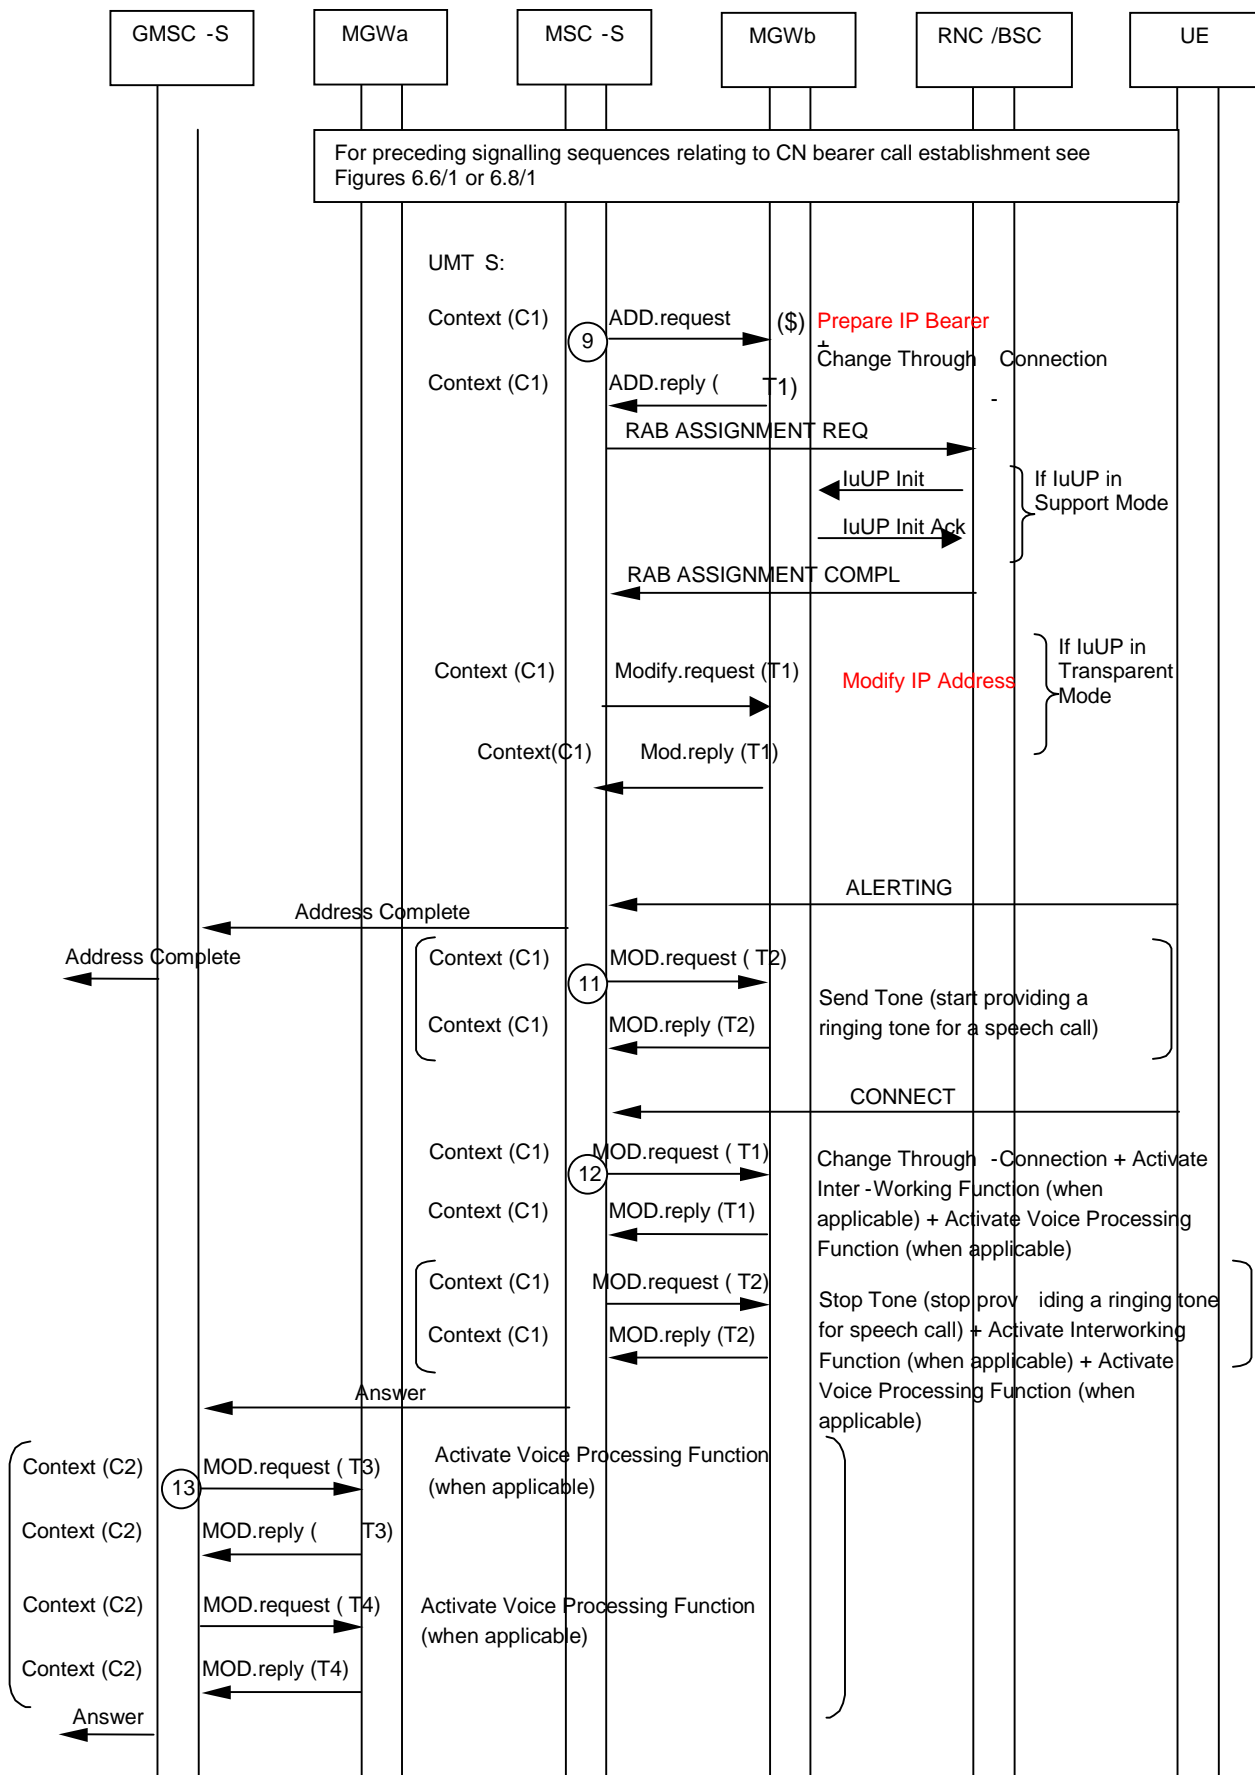 GMSC -S
MGWa
MSC -S
MGWb
RNC /BSC
UE
For preceding signalling sequences relating to CN bearer call establishment see
Figures 6.6/1 or 6.8/1
UMT S:
Context (C1)
9
ADD.request
($)
Prepare IP Bearer
+
Change Through Connection
-
Context (C1)
ADD.reply ( T1)
RAB ASSIGNMENT REQ
IuUP Init
IuUP Init Ack
If IuUP in
Support Mode
RAB ASSIGNMENT COMPL
Context (C1)
Modify.request (T1)
Modify IP Address
If IuUP in
Transparent
Mode
Context(C1)
Mod.reply (T1)
ALERTING
Address Complete
Address Complete
Context (C1)
11
MOD.request ( T2)
Send Tone (start providing a
ringing tone for a speech call)
Context (C1)
MOD.reply (T2)
CONNECT
Context (C1)
12
MOD.request ( T1)
Change Through -Connection + Activate
Inter -Working Function (when
applicable) + Activate Voice Processing
Function (when applicable)
Context (C1)
MOD.reply (T1)
Context (C1)
MOD.request ( T2)
Stop Tone (stop prov iding a ringing tone
for speech call) + Activate Interworking
Function (when applicable) + Activate
Voice Processing Function (when
applicable)
Context (C1)
MOD.reply (T2)
Answer
Context (C2)
13
MOD.request ( T3)
Activate Voice Processing Function
(when applicable)
Context (C2)
MOD.reply ( T3)
Context (C2)
MOD.request ( T4)
Activate Voice Processing Function
(when applicable)
Context (C2)
MOD.reply (T4)
Answer